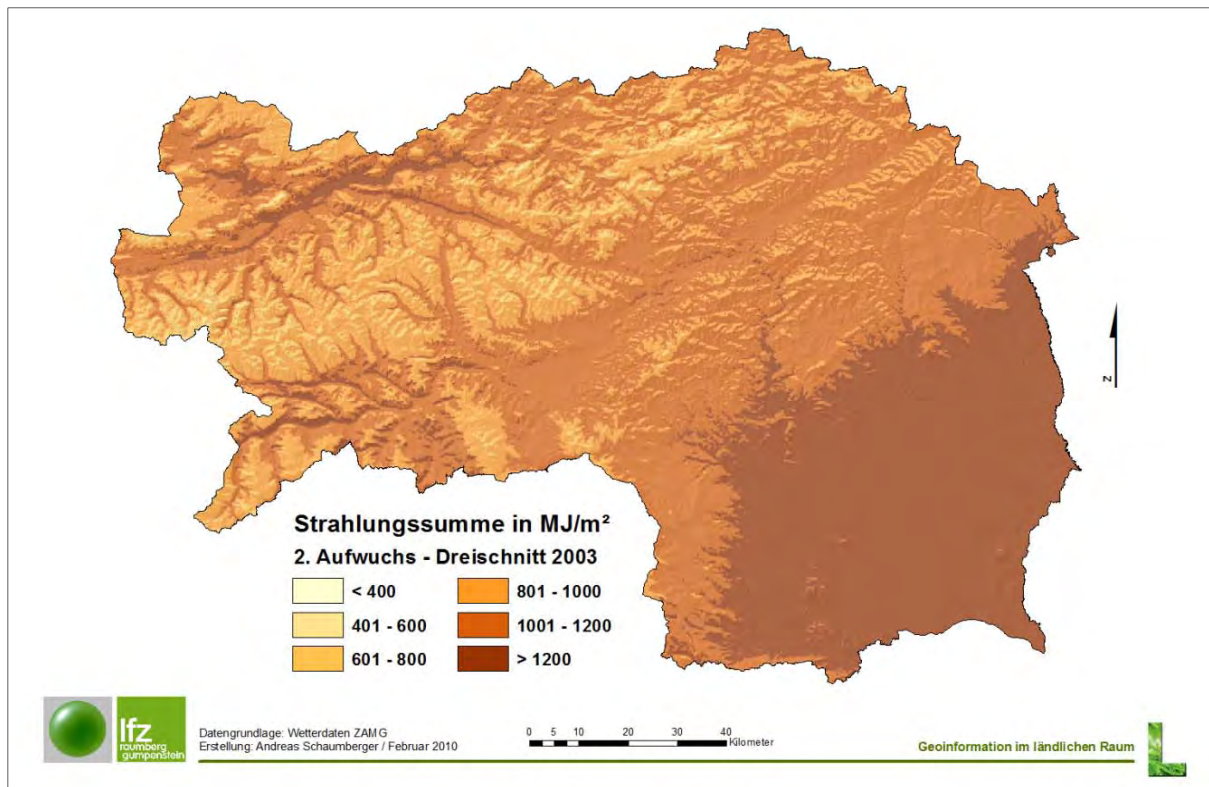 Strahlungssumme in MJ/m²
2. Aufwuchs - Dreischnitt 2003
< 400
401 - 600
601 - 800
801 - 1000
1001 - 1200
> 1200
N
lfz
raumberg
gumpenstein
Datengrundlage: Wetterdaten ZAMG
Erstellung: Andreas Schaumberger / Februar 2010
0 5 10 20 30 40
Kilometer
Geoinformation im ländlichen Raum
L